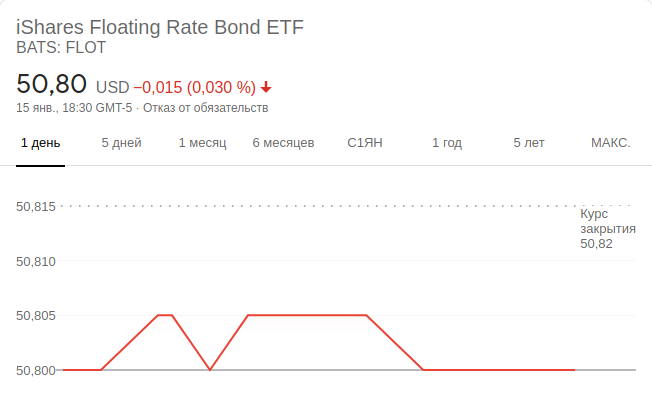 iShares Floating Rate Bond ETF
BATS: FLOT
50,80 USD −0,015 (0,030 %)
15 янв., 18:30 GMT-5 · Отказ от обязательств
1 день 5 дней 1 месяц 6 месяцев С1ЯН 1 год 5 лет МАКС.
50,815
Курс
закрытия
50,82
50,810
50,805
50,800